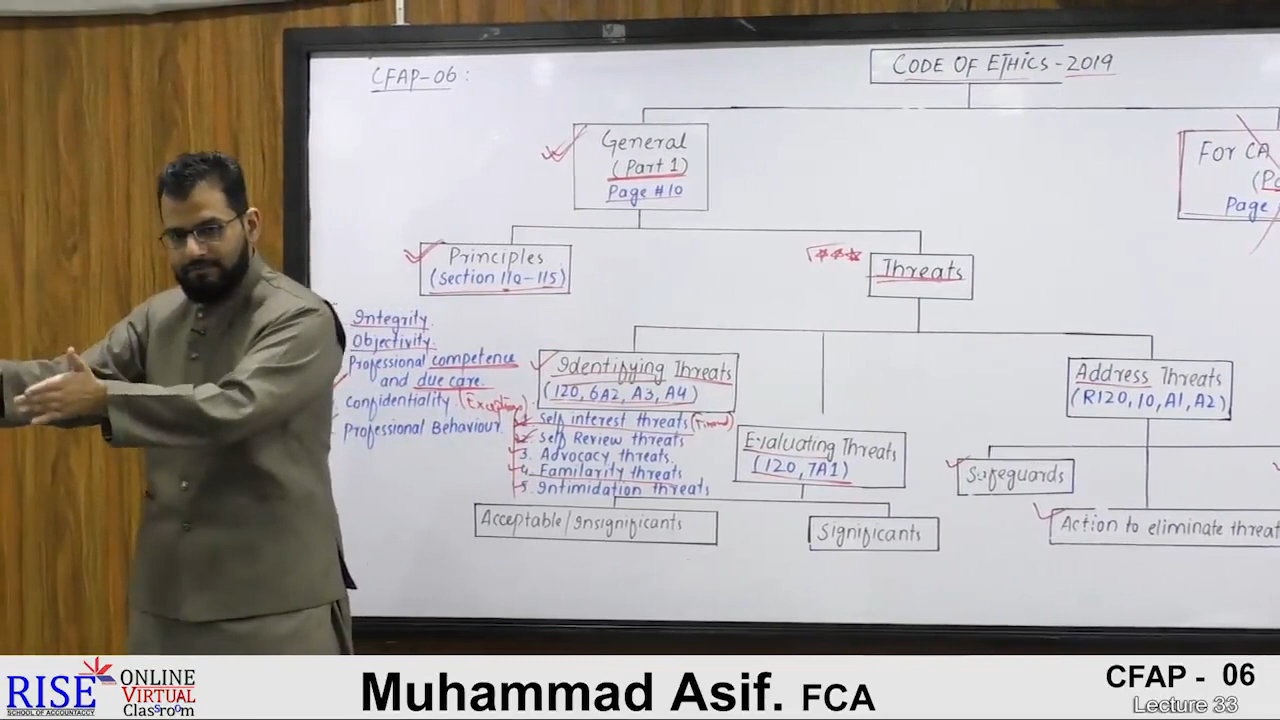 CFAP-06:
CODE OF ETHICS-2019
General
(Part 1)
Page #10
For CA
Page
Principles
(Section 110-115)
Threats
Integrity
Objectivity
Professional competence
and due care.
Confidentiality
Professional Behaviour
Identifying Threats
(120, 6A2, A3, A4)
1. Self interest threats
2. Self Review threats
3. Advocacy threats.
4. Familarity threats
5. Intimidation threats
Evaluating Threats
(120, 7A1)
Address Threats
(R120, 10, A1, A2)
Acceptable/Insignificants
Significants
Safeguards
Action to eliminate threat
RISE
SCHOOL OF ACCOUNTACY
ONLINE
VIRTUAL
Classroom
Muhammad Asif. FCA
CFAP - 06
Lecture 33